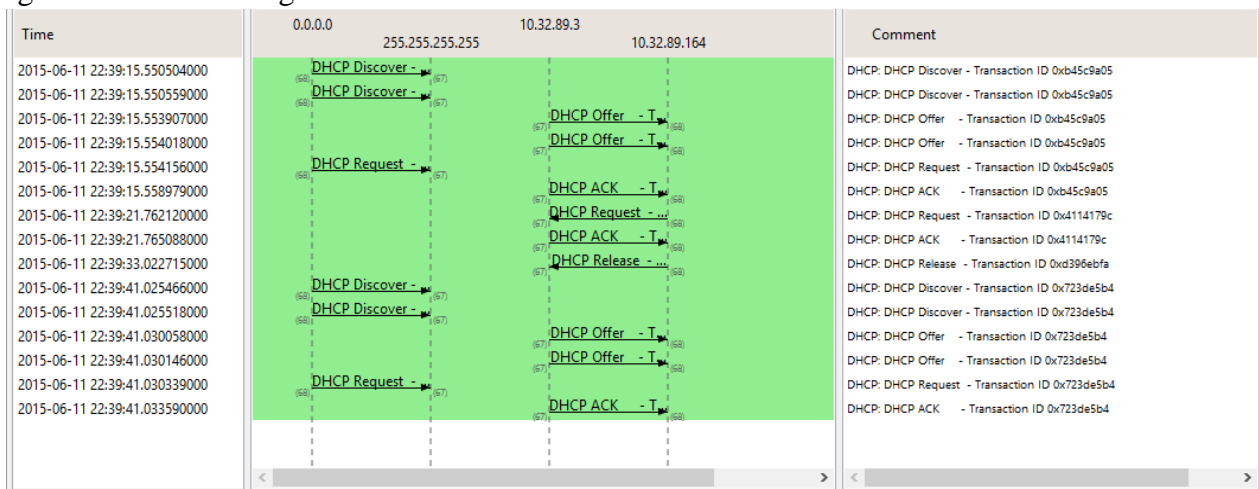 Time
0.0.0.0 10.32.89.3
255.255.255.255 10.32.89.164
Comment
2015-06-11 22:39:15.550504000 (68) DHCP Discover - ... (67) DHCP: DHCP Discover - Transaction ID 0xb45c9a05
2015-06-11 22:39:15.550559000 (68) DHCP Discover - ... (67) DHCP: DHCP Discover - Transaction ID 0xb45c9a05
2015-06-11 22:39:15.553907000 (67) DHCP Offer - T... (68) DHCP: DHCP Offer - Transaction ID 0xb45c9a05
2015-06-11 22:39:15.554018000 (67) DHCP Offer - T... (68) DHCP: DHCP Offer - Transaction ID 0xb45c9a05
2015-06-11 22:39:15.554156000 (68) DHCP Request - ... (67) DHCP: DHCP Request - Transaction ID 0xb45c9a05
2015-06-11 22:39:15.558979000 (67) DHCP ACK - T... (68) DHCP: DHCP ACK - Transaction ID 0xb45c9a05
2015-06-11 22:39:21.762120000 (67) DHCP Request - ... (68) DHCP: DHCP Request - Transaction ID 0x4114179c
2015-06-11 22:39:21.765088000 (67) DHCP ACK - T... (68) DHCP: DHCP ACK - Transaction ID 0x4114179c
2015-06-11 22:39:33.022715000 (67) DHCP Release - ... (68) DHCP: DHCP Release - Transaction ID 0xd396ebfa
2015-06-11 22:39:41.025466000 (68) DHCP Discover - ... (67) DHCP: DHCP Discover - Transaction ID 0x723de5b4
2015-06-11 22:39:41.025518000 (68) DHCP Discover - ... (67) DHCP: DHCP Discover - Transaction ID 0x723de5b4
2015-06-11 22:39:41.030058000 (67) DHCP Offer - T... (68) DHCP: DHCP Offer - Transaction ID 0x723de5b4
2015-06-11 22:39:41.030146000 (67) DHCP Offer - T... (68) DHCP: DHCP Offer - Transaction ID 0x723de5b4
2015-06-11 22:39:41.030339000 (68) DHCP Request - ... (67) DHCP: DHCP Request - Transaction ID 0x723de5b4
2015-06-11 22:39:41.033590000 (67) DHCP ACK - T... (68) DHCP: DHCP ACK - Transaction ID 0x723de5b4